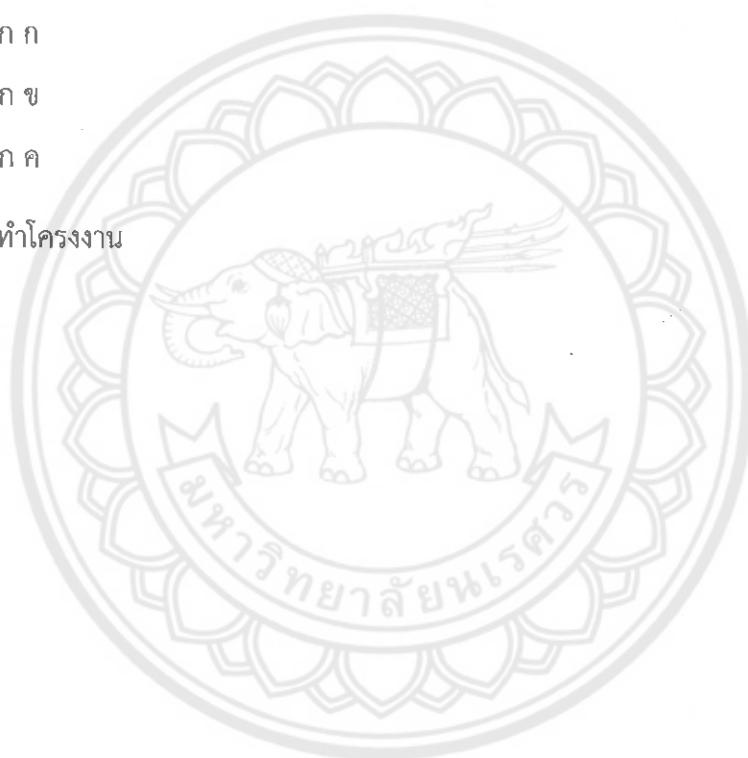 ก ก
ก ข
ก ค
ทำโครงงาน
มหาวิทยาลัยนเรศวร